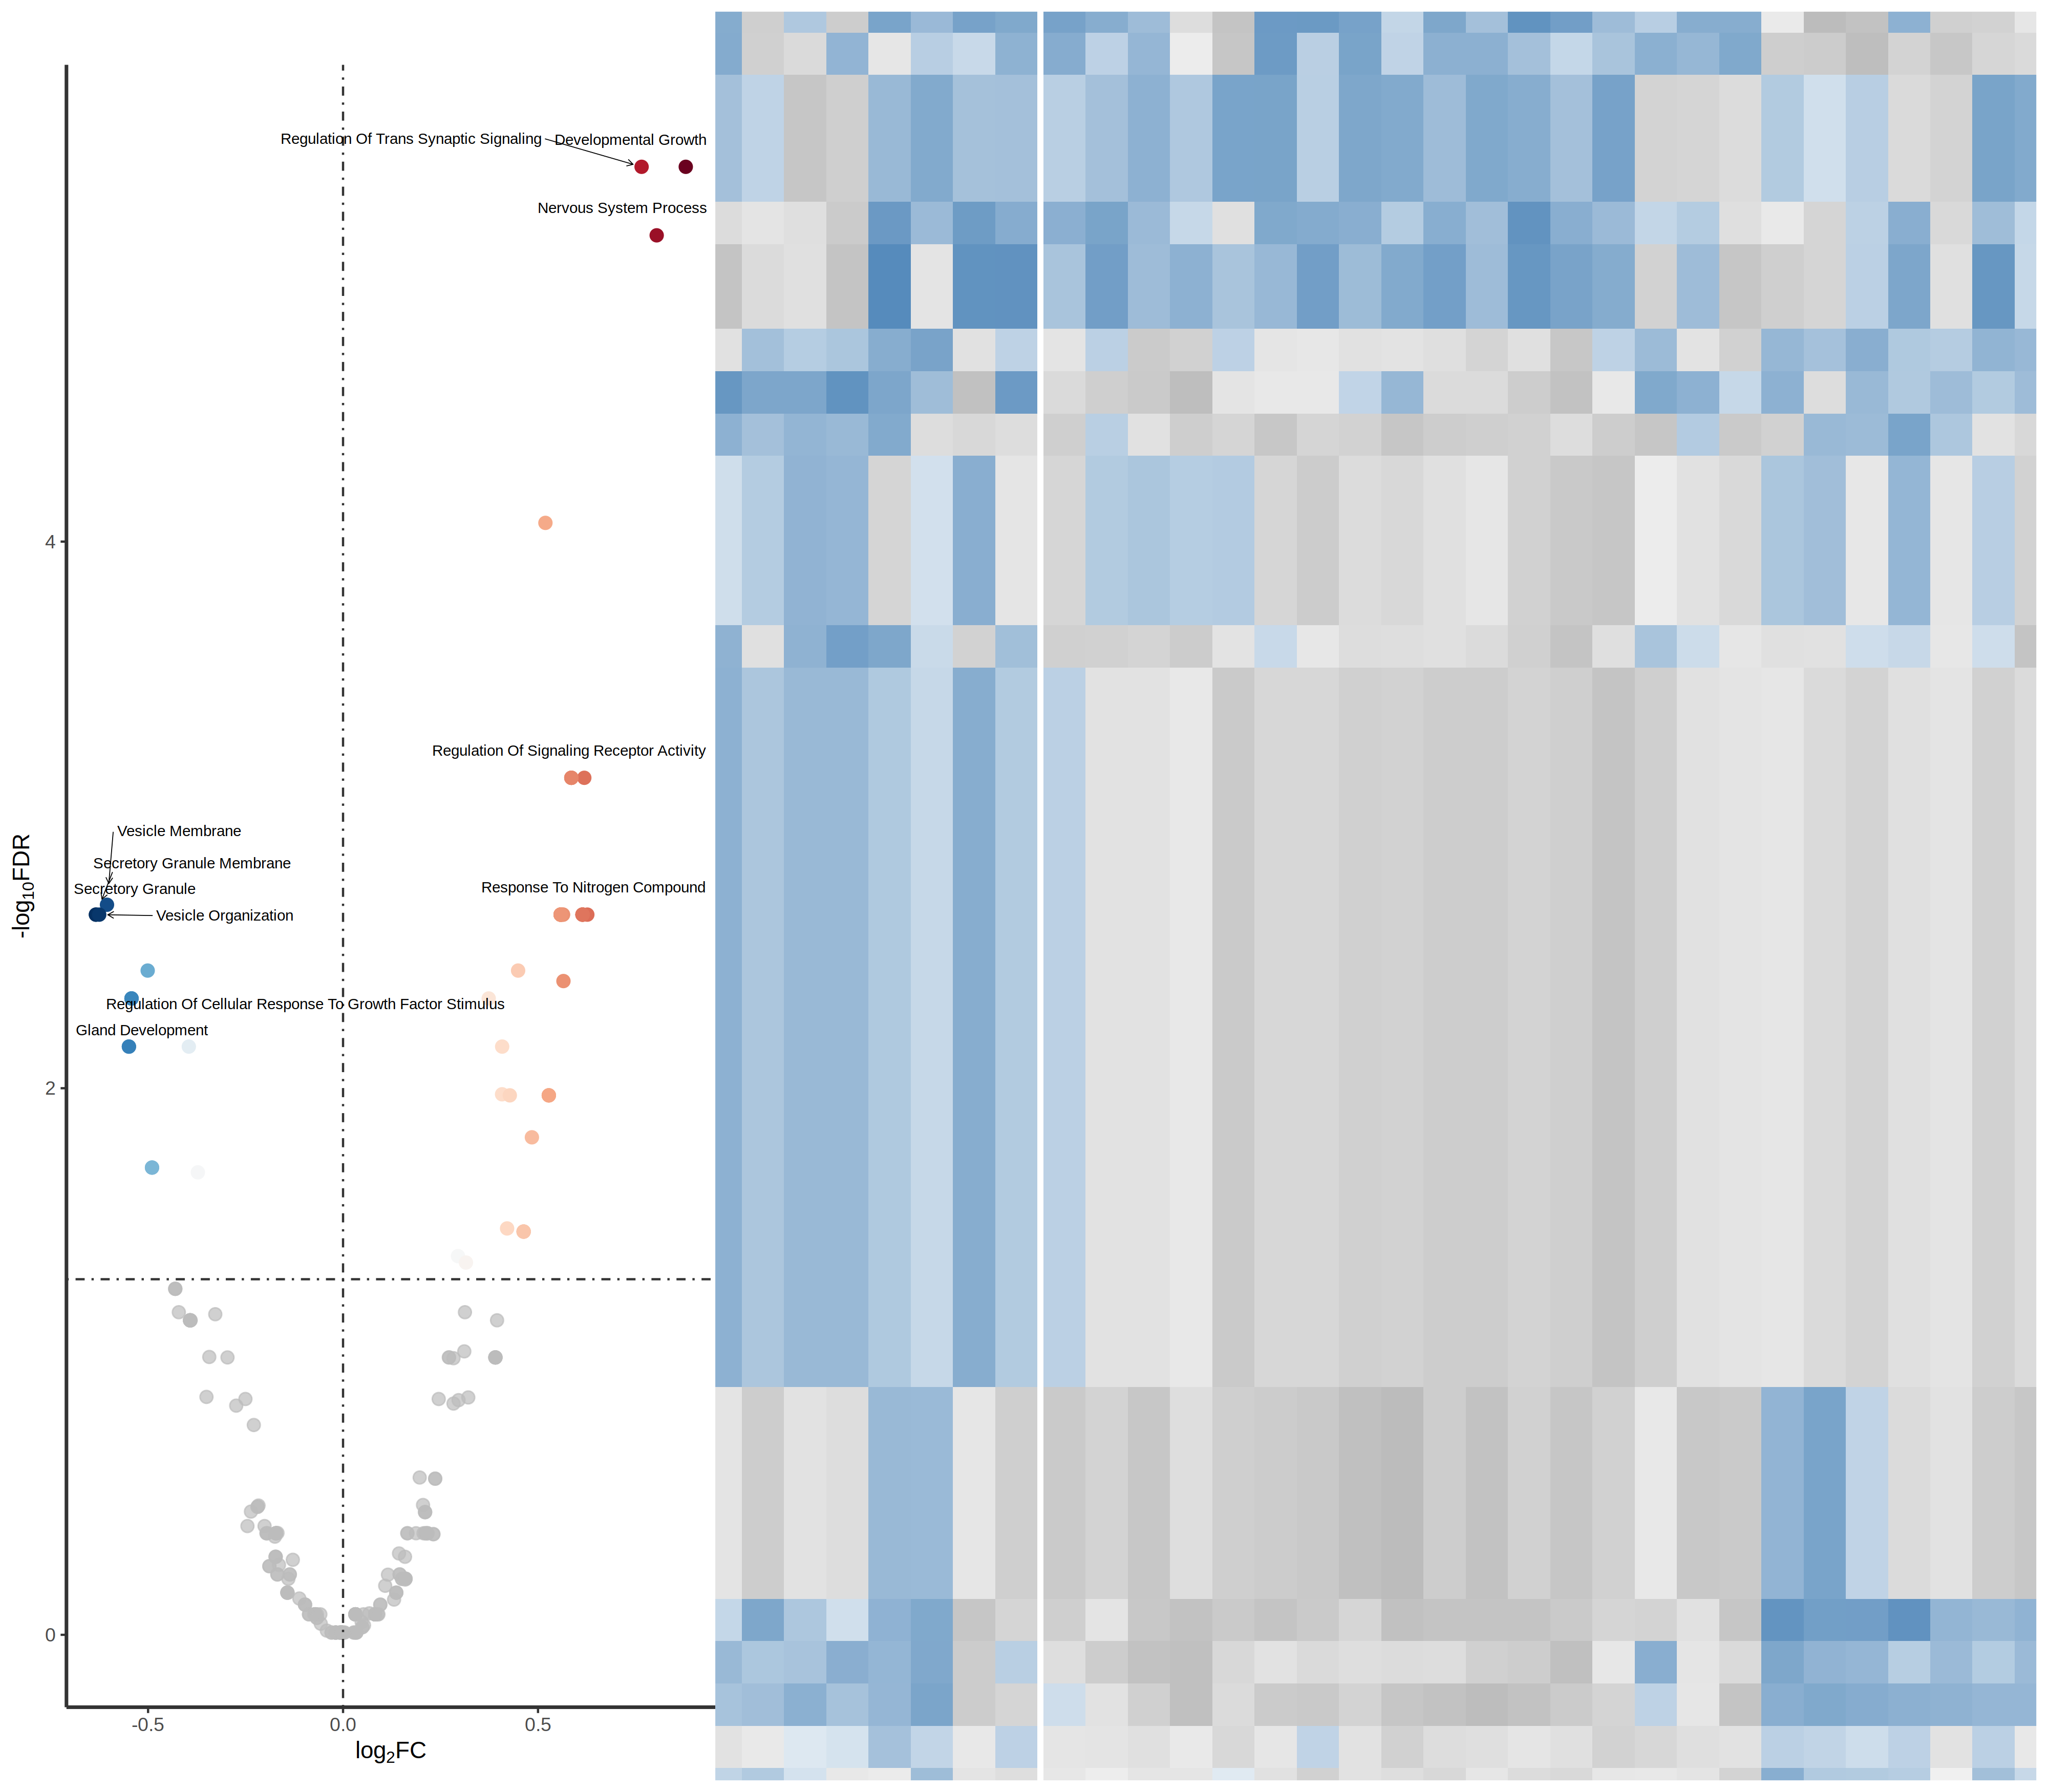 Regulation Of Trans Synaptic Signaling
Developmental Growth
Nervous System Process
4
Regulation Of Signaling Receptor Activity
Vesicle Membrane
Secretory Granule Membrane
Secretory Granule
Response To Nitrogen Compound
Vesicle Organization
-log10FDR
Regulation Of Cellular Response To Growth Factor Stimulus
Gland Development
2
0
-0.5 0.0 0.5
log2FC